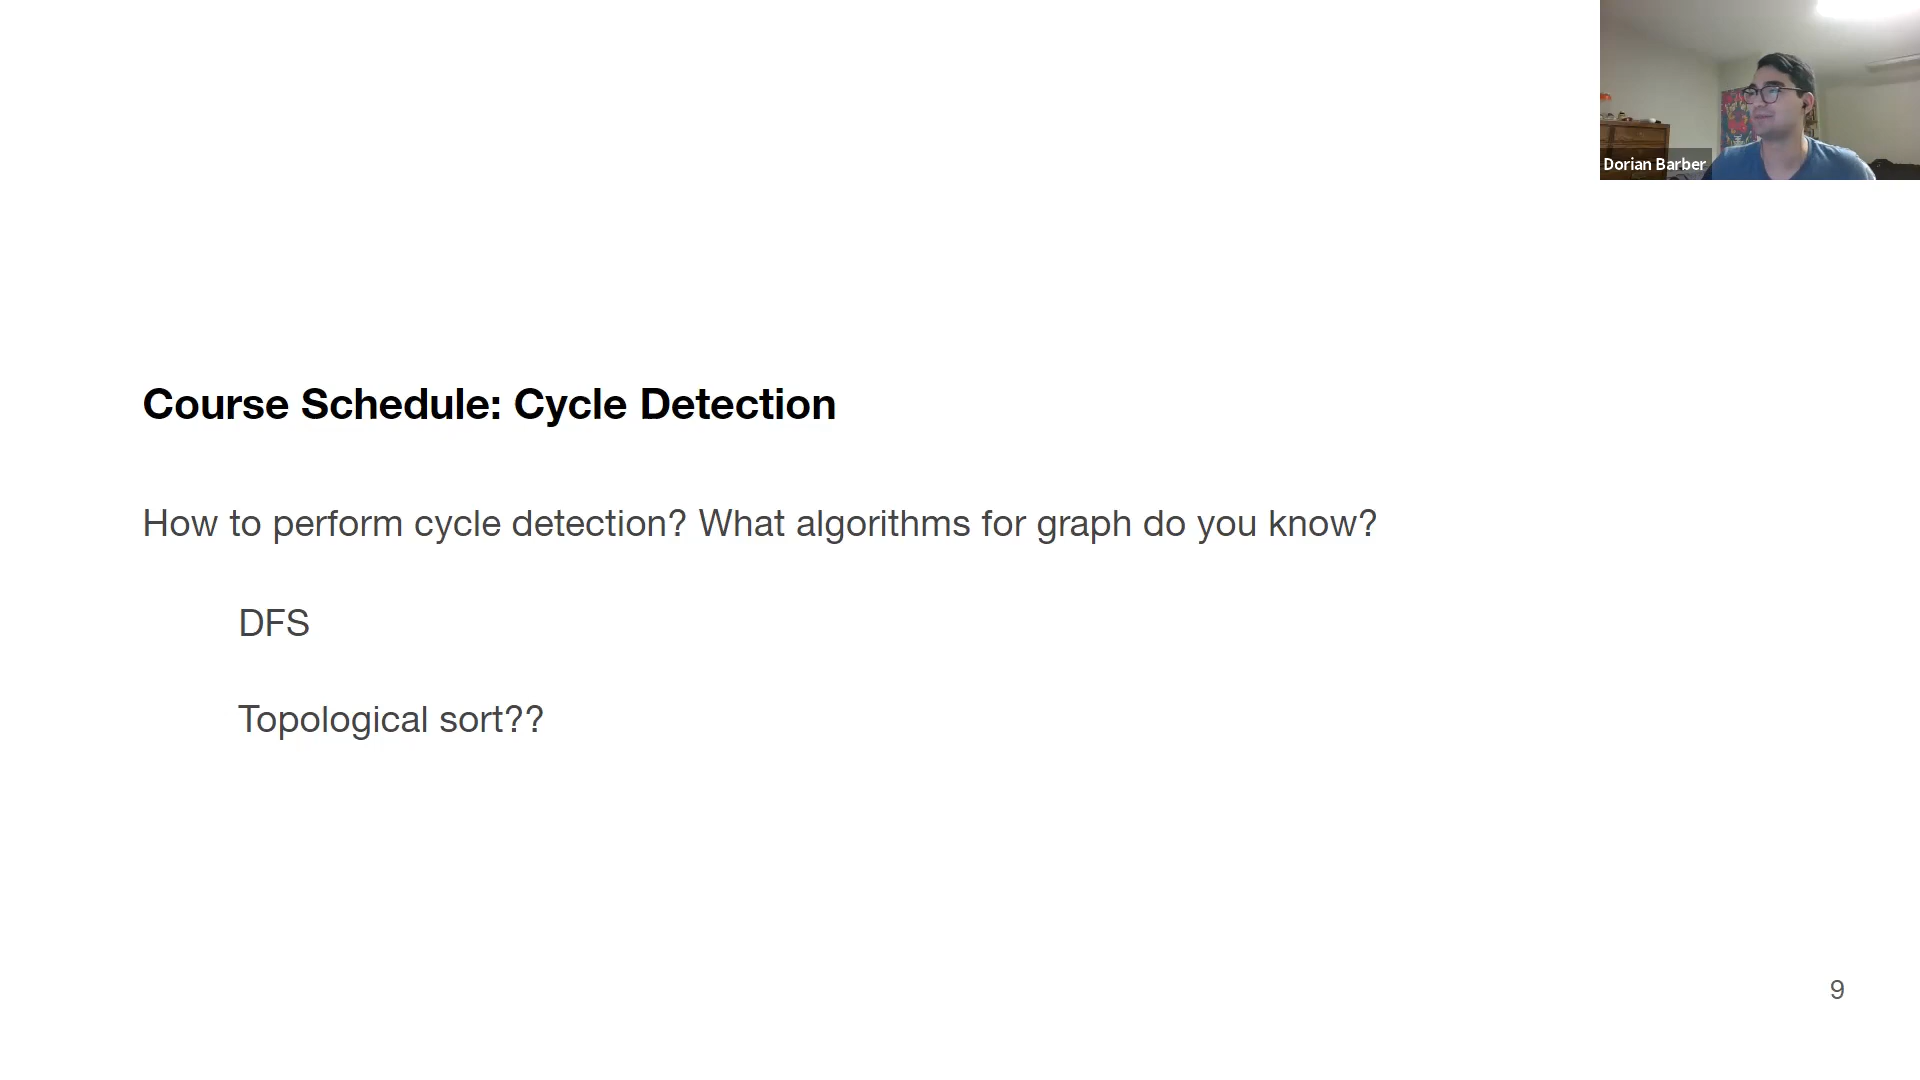 Dorian Barber
Course Schedule: Cycle Detection
How to perform cycle detection? What algorithms for graph do you know?
DFS
Topological sort??
9